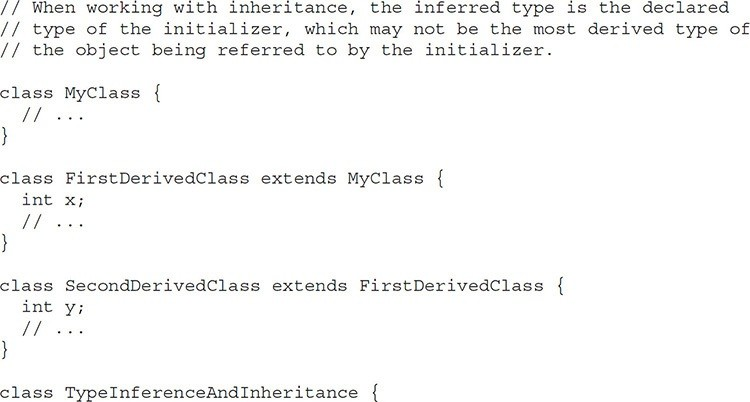 // When working with inheritance, the inferred type is the declared
// type of the initializer, which may not be the most derived type of
// the object being referred to by the initializer.

class MyClass {
  // ...
}

class FirstDerivedClass extends MyClass {
  int x;
  // ...
}

class SecondDerivedClass extends FirstDerivedClass {
  int y;
  // ...
}

class TypeInferenceAndInheritance {